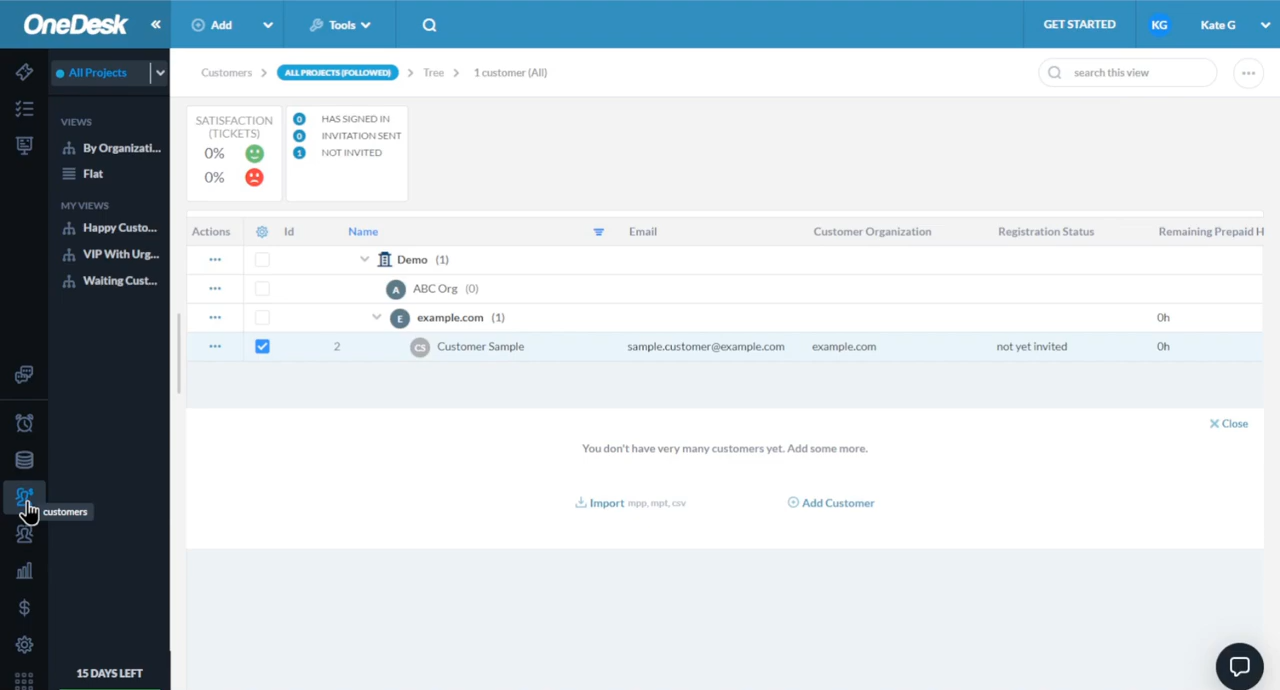 OneDesk « Add Tools GET STARTED KG Kate G
All Projects
Customers > ALL PROJECTS (FOLLOWED) > Tree > 1 customer (All)
search this view
VIEWS
By Organizati...
Flat
MY VIEWS
Happy Custo...
VIP With Urg...
Waiting Cust...
SATISFACTION
(TICKETS)
0%
0%
0 HAS SIGNED IN
0 INVITATION SENT
1 NOT INVITED
Actions Id Name Email Customer Organization Registration Status Remaining Prepaid H
Demo (1)
A ABC Org (0)
E example.com (1) 0h
2 CS Customer Sample sample.customer@example.com example.com not yet invited 0h
Close
You don't have very many customers yet. Add some more.
Import mpp, mpt, csv Add Customer
customers
15 DAYS LEFT